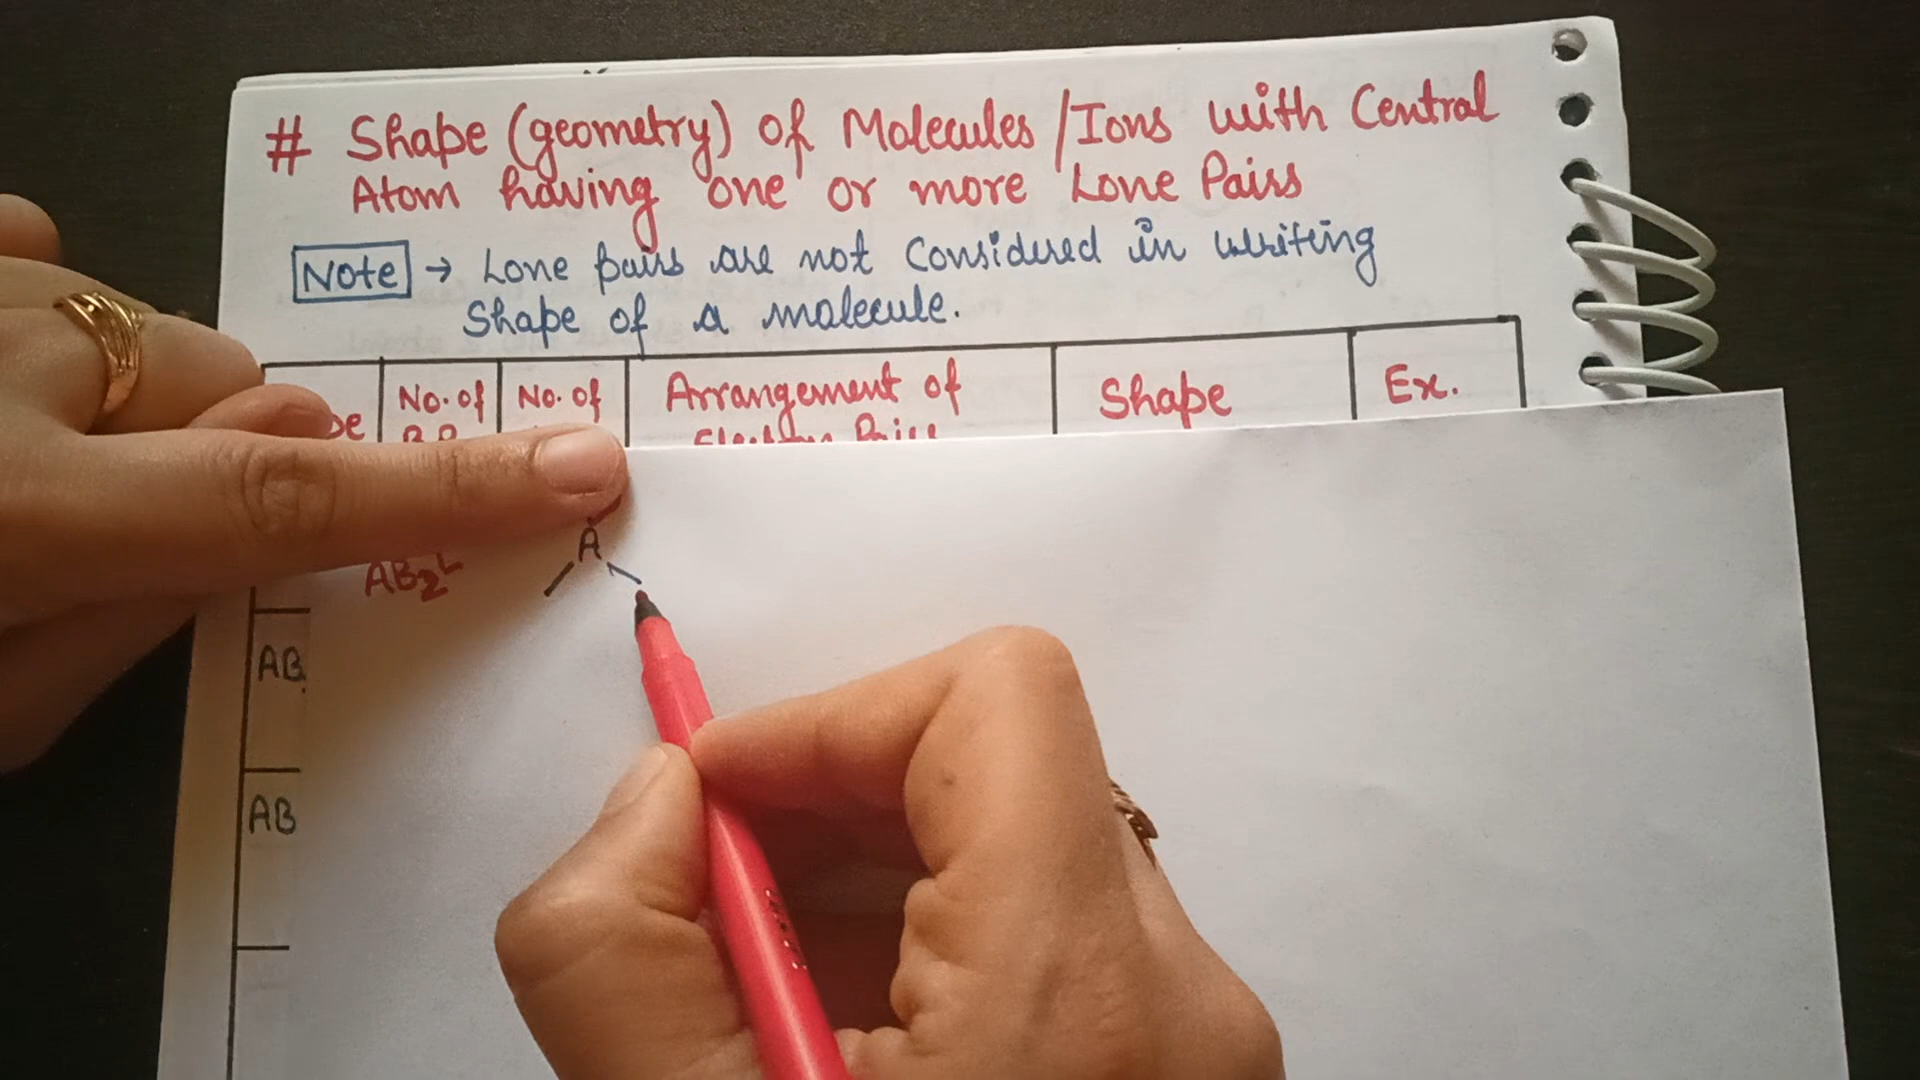 # Shape (geometry) of Molecules/Ions with Central
Atom having one or more Lone Pairs
Note → Lone pairs are not Considered in writing
Shape of a molecule.
No. of No. of Arrangement of Shape Ex.
Pairs
A
AB2L
AB
AB